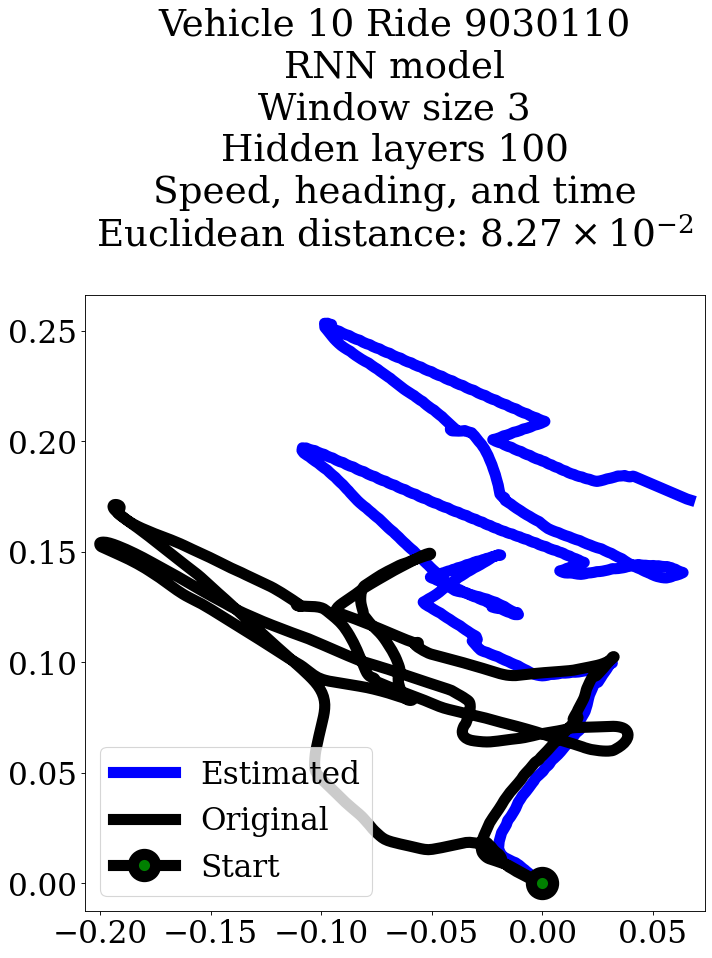 Vehicle 10 Ride 9030110
RNN model
Window size 3
Hidden layers 100
Speed, heading, and time
Euclidean distance: 8.27 × 10⁻²
0.25
0.20
0.15
0.10
0.05
0.00
Estimated
Original
Start
−0.20 −0.15 −0.10 −0.05 0.00 0.05